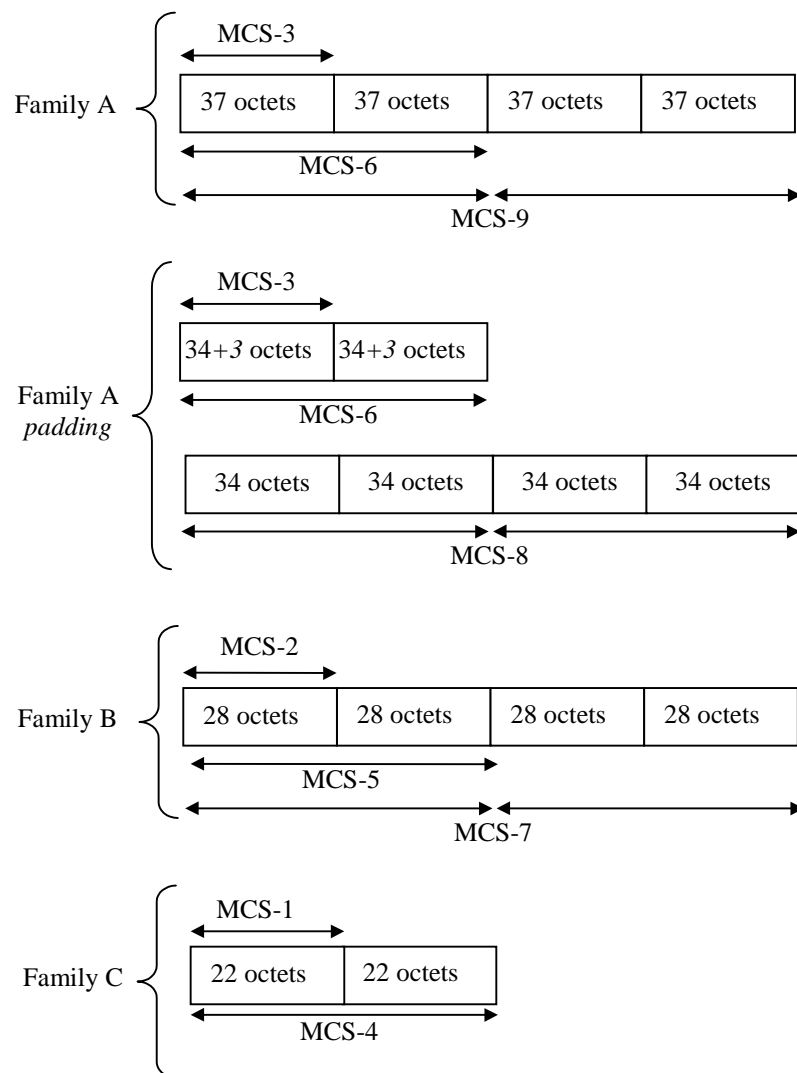 MCS-3
Family A
37 octets 37 octets 37 octets 37 octets
MCS-6
MCS-9
MCS-3
34+3 octets 34+3 octets
Family A
padding
MCS-6
34 octets 34 octets 34 octets 34 octets
MCS-8
MCS-2
Family B
28 octets 28 octets 28 octets 28 octets
MCS-5
MCS-7
MCS-1
Family C
22 octets 22 octets
MCS-4